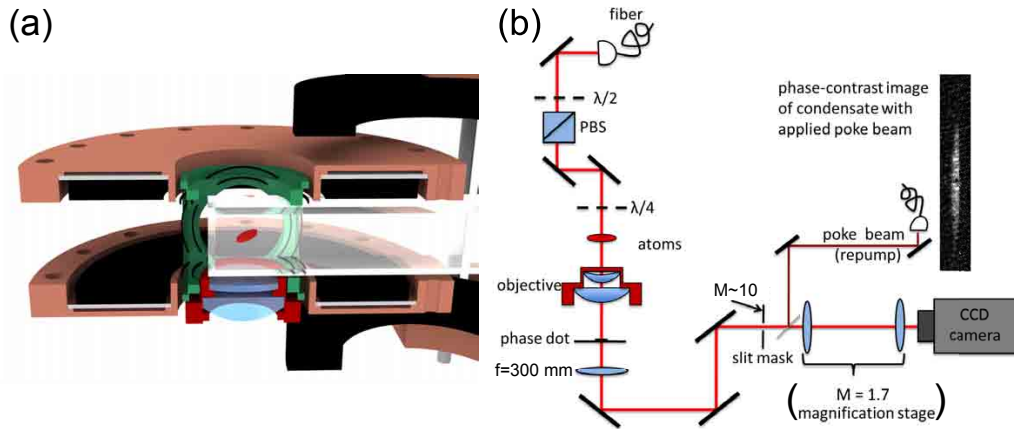 (a)
(b)
fiber
λ/2
PBS
λ/4
atoms
objective
phase dot
f=300 mm
M~10
slit mask
phase-contrast image
of condensate with
applied poke beam
poke beam
(repump)
CCD
camera
( M = 1.7
magnification stage )